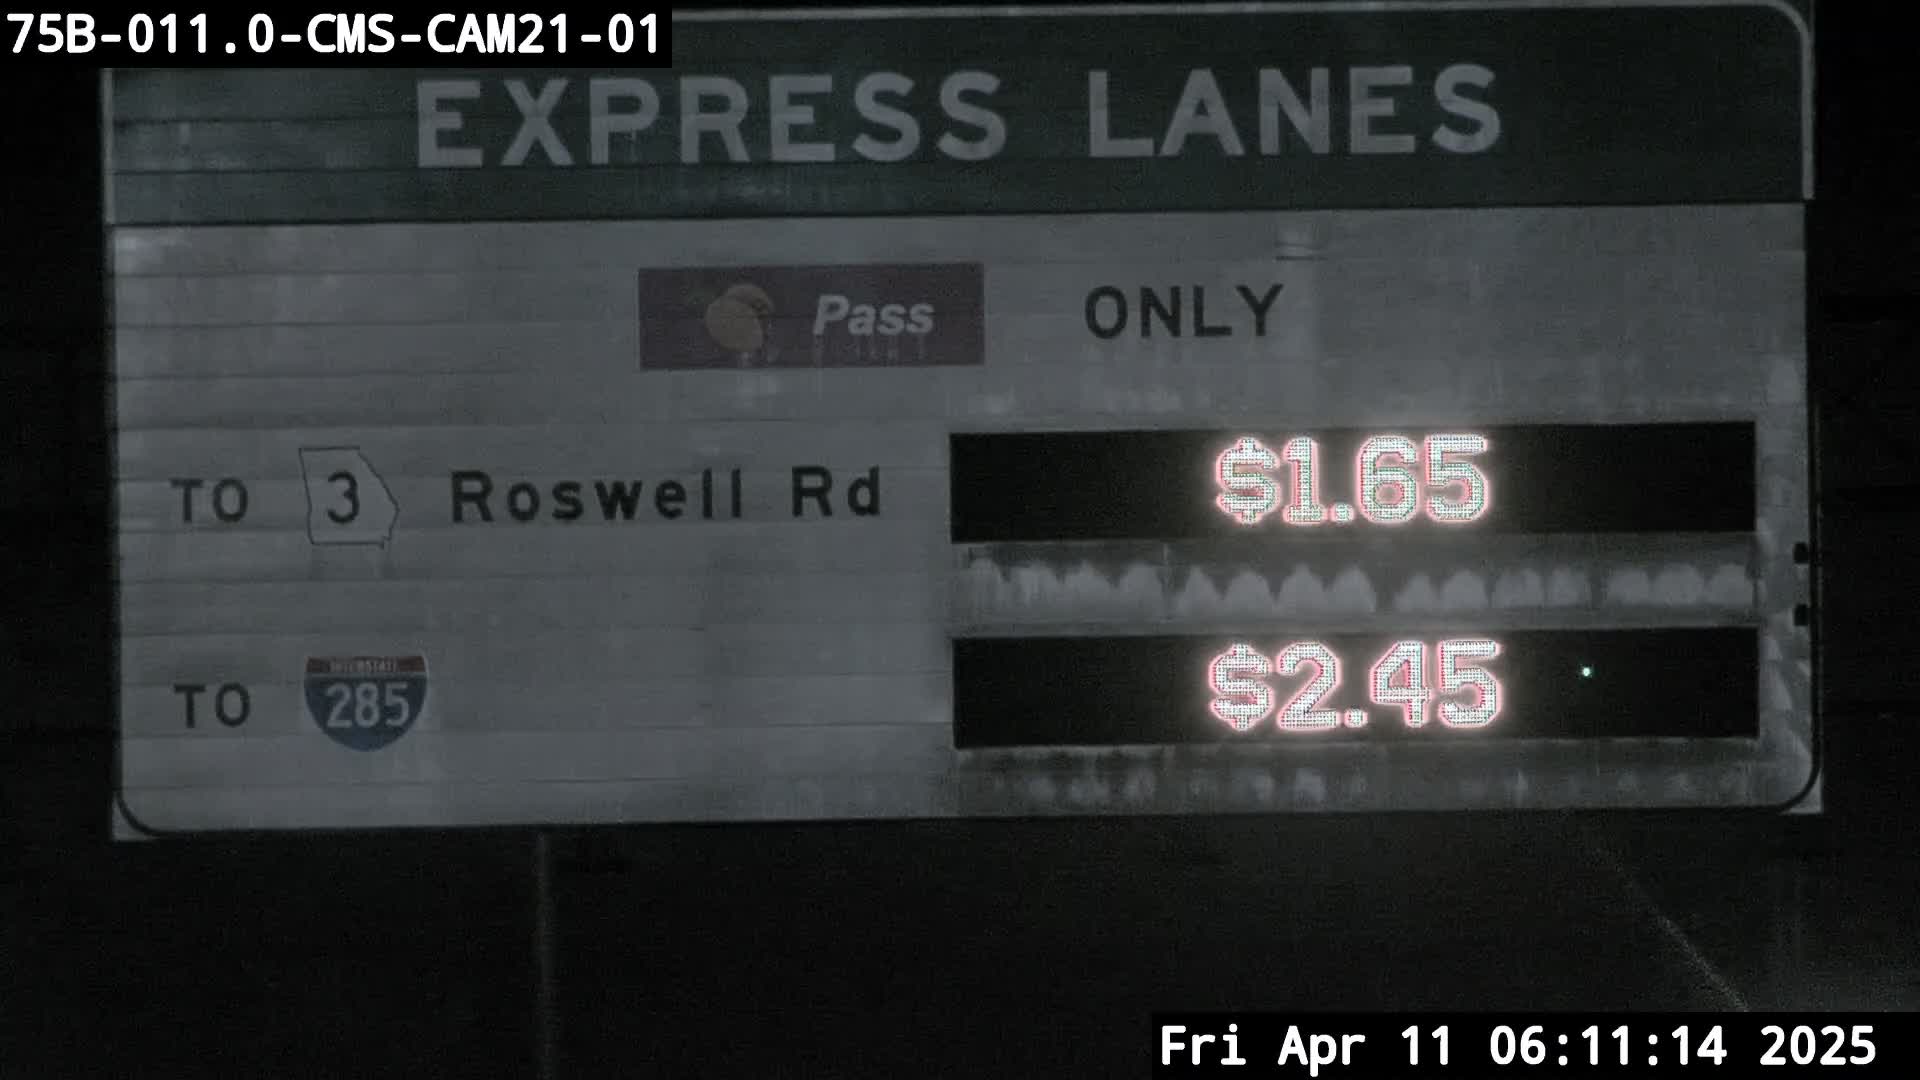 75B-011.0-CMS-CAM21-01
EXPRESS LANES
Pass ONLY
TO 3 Roswell Rd $1.65
TO INTERSTATE 285 $2.45
Fri Apr 11 06:11:14 2025